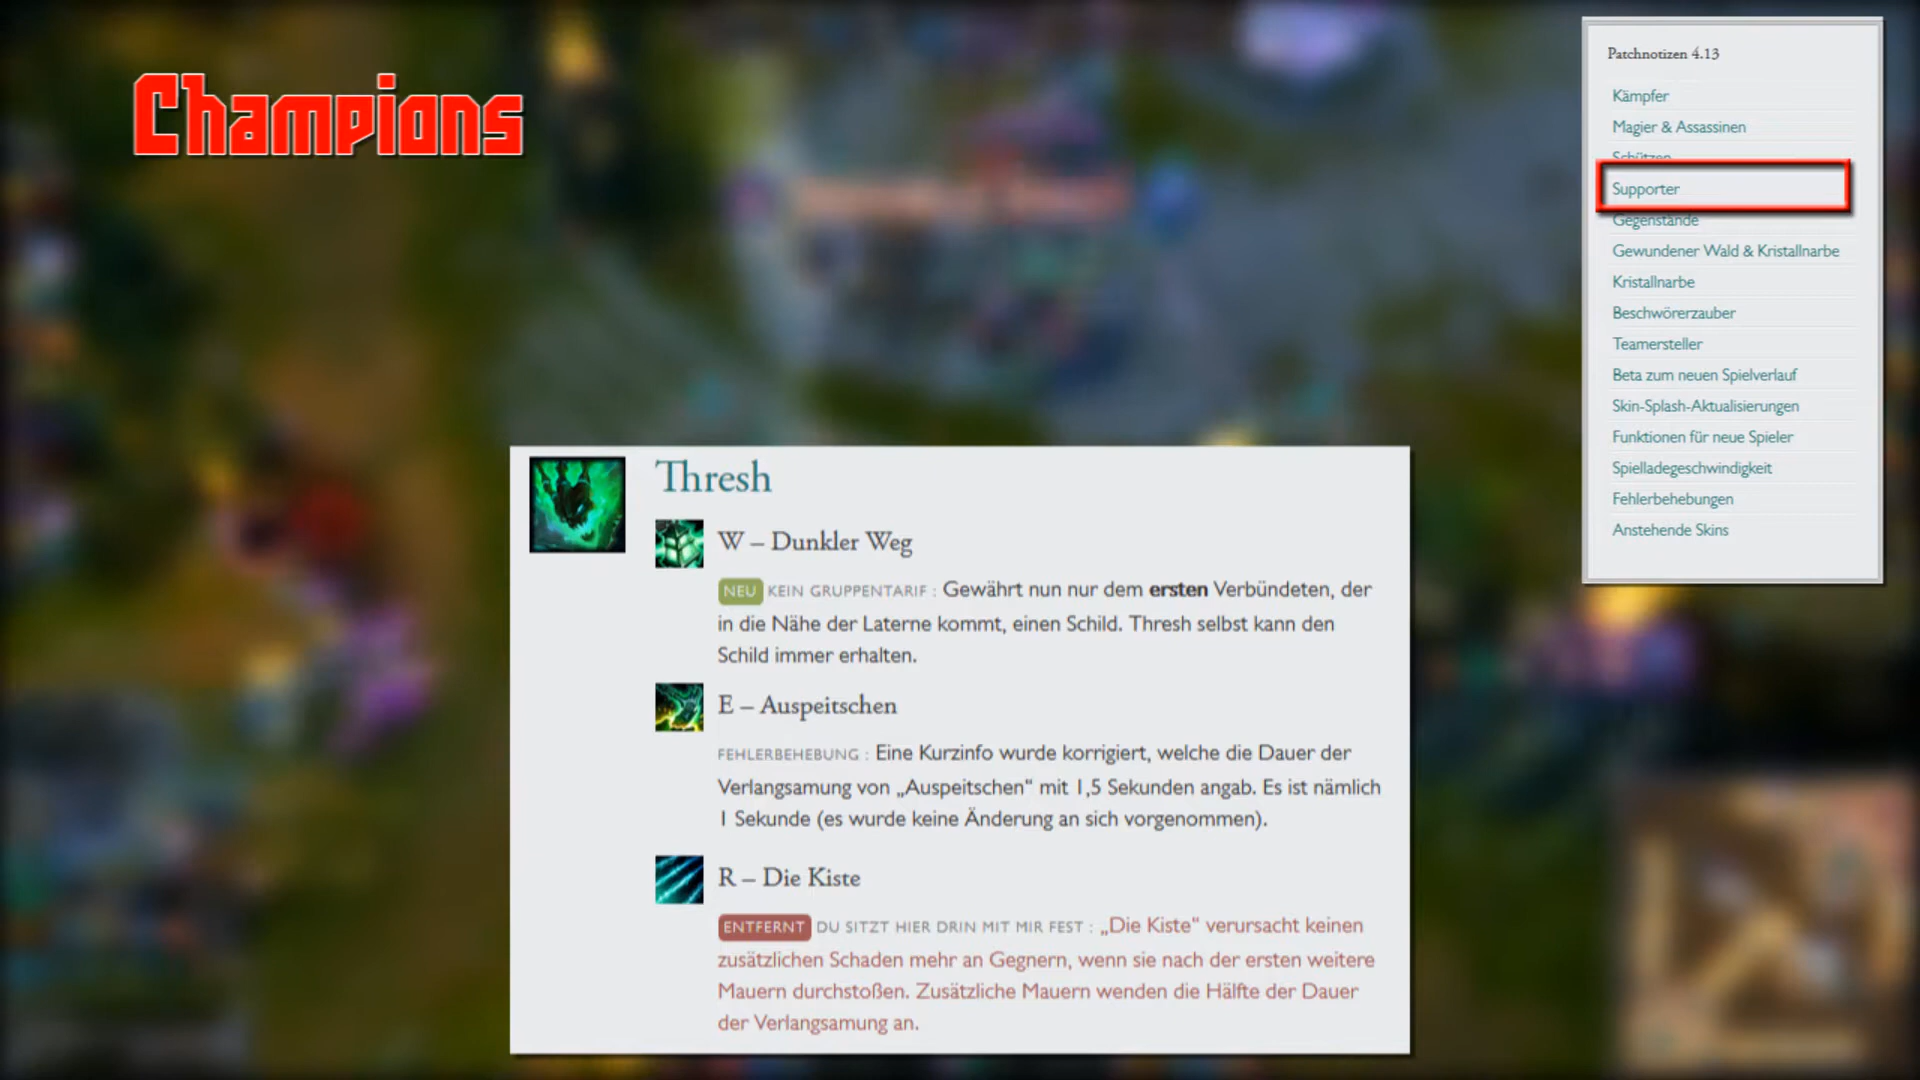 Champions
Patchnotizen 4.13
Kämpfer
Magier & Assassinen
Schützen
Supporter
Gegenstände
Gewundener Wald & Kristallnarbe
Kristallnarbe
Beschwörerzauber
Teamersteller
Beta zum neuen Spielverlauf
Skin-Splash-Aktualisierungen
Funktionen für neue Spieler
Spielladegeschwindigkeit
Fehlerbehebungen
Anstehende Skins
Thresh
W – Dunkler Weg
NEU KEIN GRUPPENTARIF : Gewährt nun nur dem ersten Verbündeten, der
in die Nähe der Laterne kommt, einen Schild. Thresh selbst kann den
Schild immer erhalten.
E – Auspeitschen
FEHLERBEHEBUNG : Eine Kurzinfo wurde korrigiert, welche die Dauer der
Verlangsamung von „Auspeitschen“ mit 1,5 Sekunden angab. Es ist nämlich
1 Sekunde (es wurde keine Änderung an sich vorgenommen).
R – Die Kiste
ENTFERNT DU SITZT HIER DRIN MIT MIR FEST : „Die Kiste“ verursacht keinen
zusätzlichen Schaden mehr an Gegnern, wenn sie nach der ersten weitere
Mauern durchstoßen. Zusätzliche Mauern wenden die Hälfte der Dauer
der Verlangsamung an.